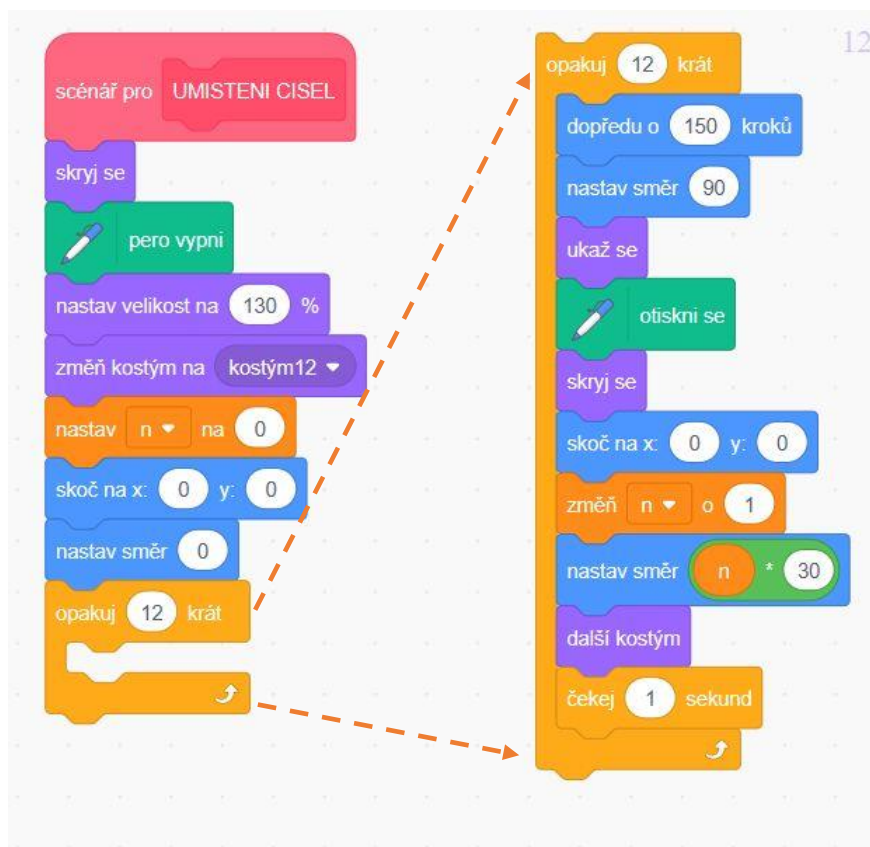 scénář pro UMISTENI CISEL
skryj se
pero vypni
nastav velikost na 130 %
změň kostým na kostým12
nastav n na 0
skoč na x: 0 y: 0
nastav směr 0
opakuj 12 krát
opakuj 12 krát
dopředu o 150 kroků
nastav směr 90
ukaž se
otiskni se
skryj se
skoč na x: 0 y: 0
změň n o 1
nastav směr n * 30
další kostým
čekej 1 sekund
12